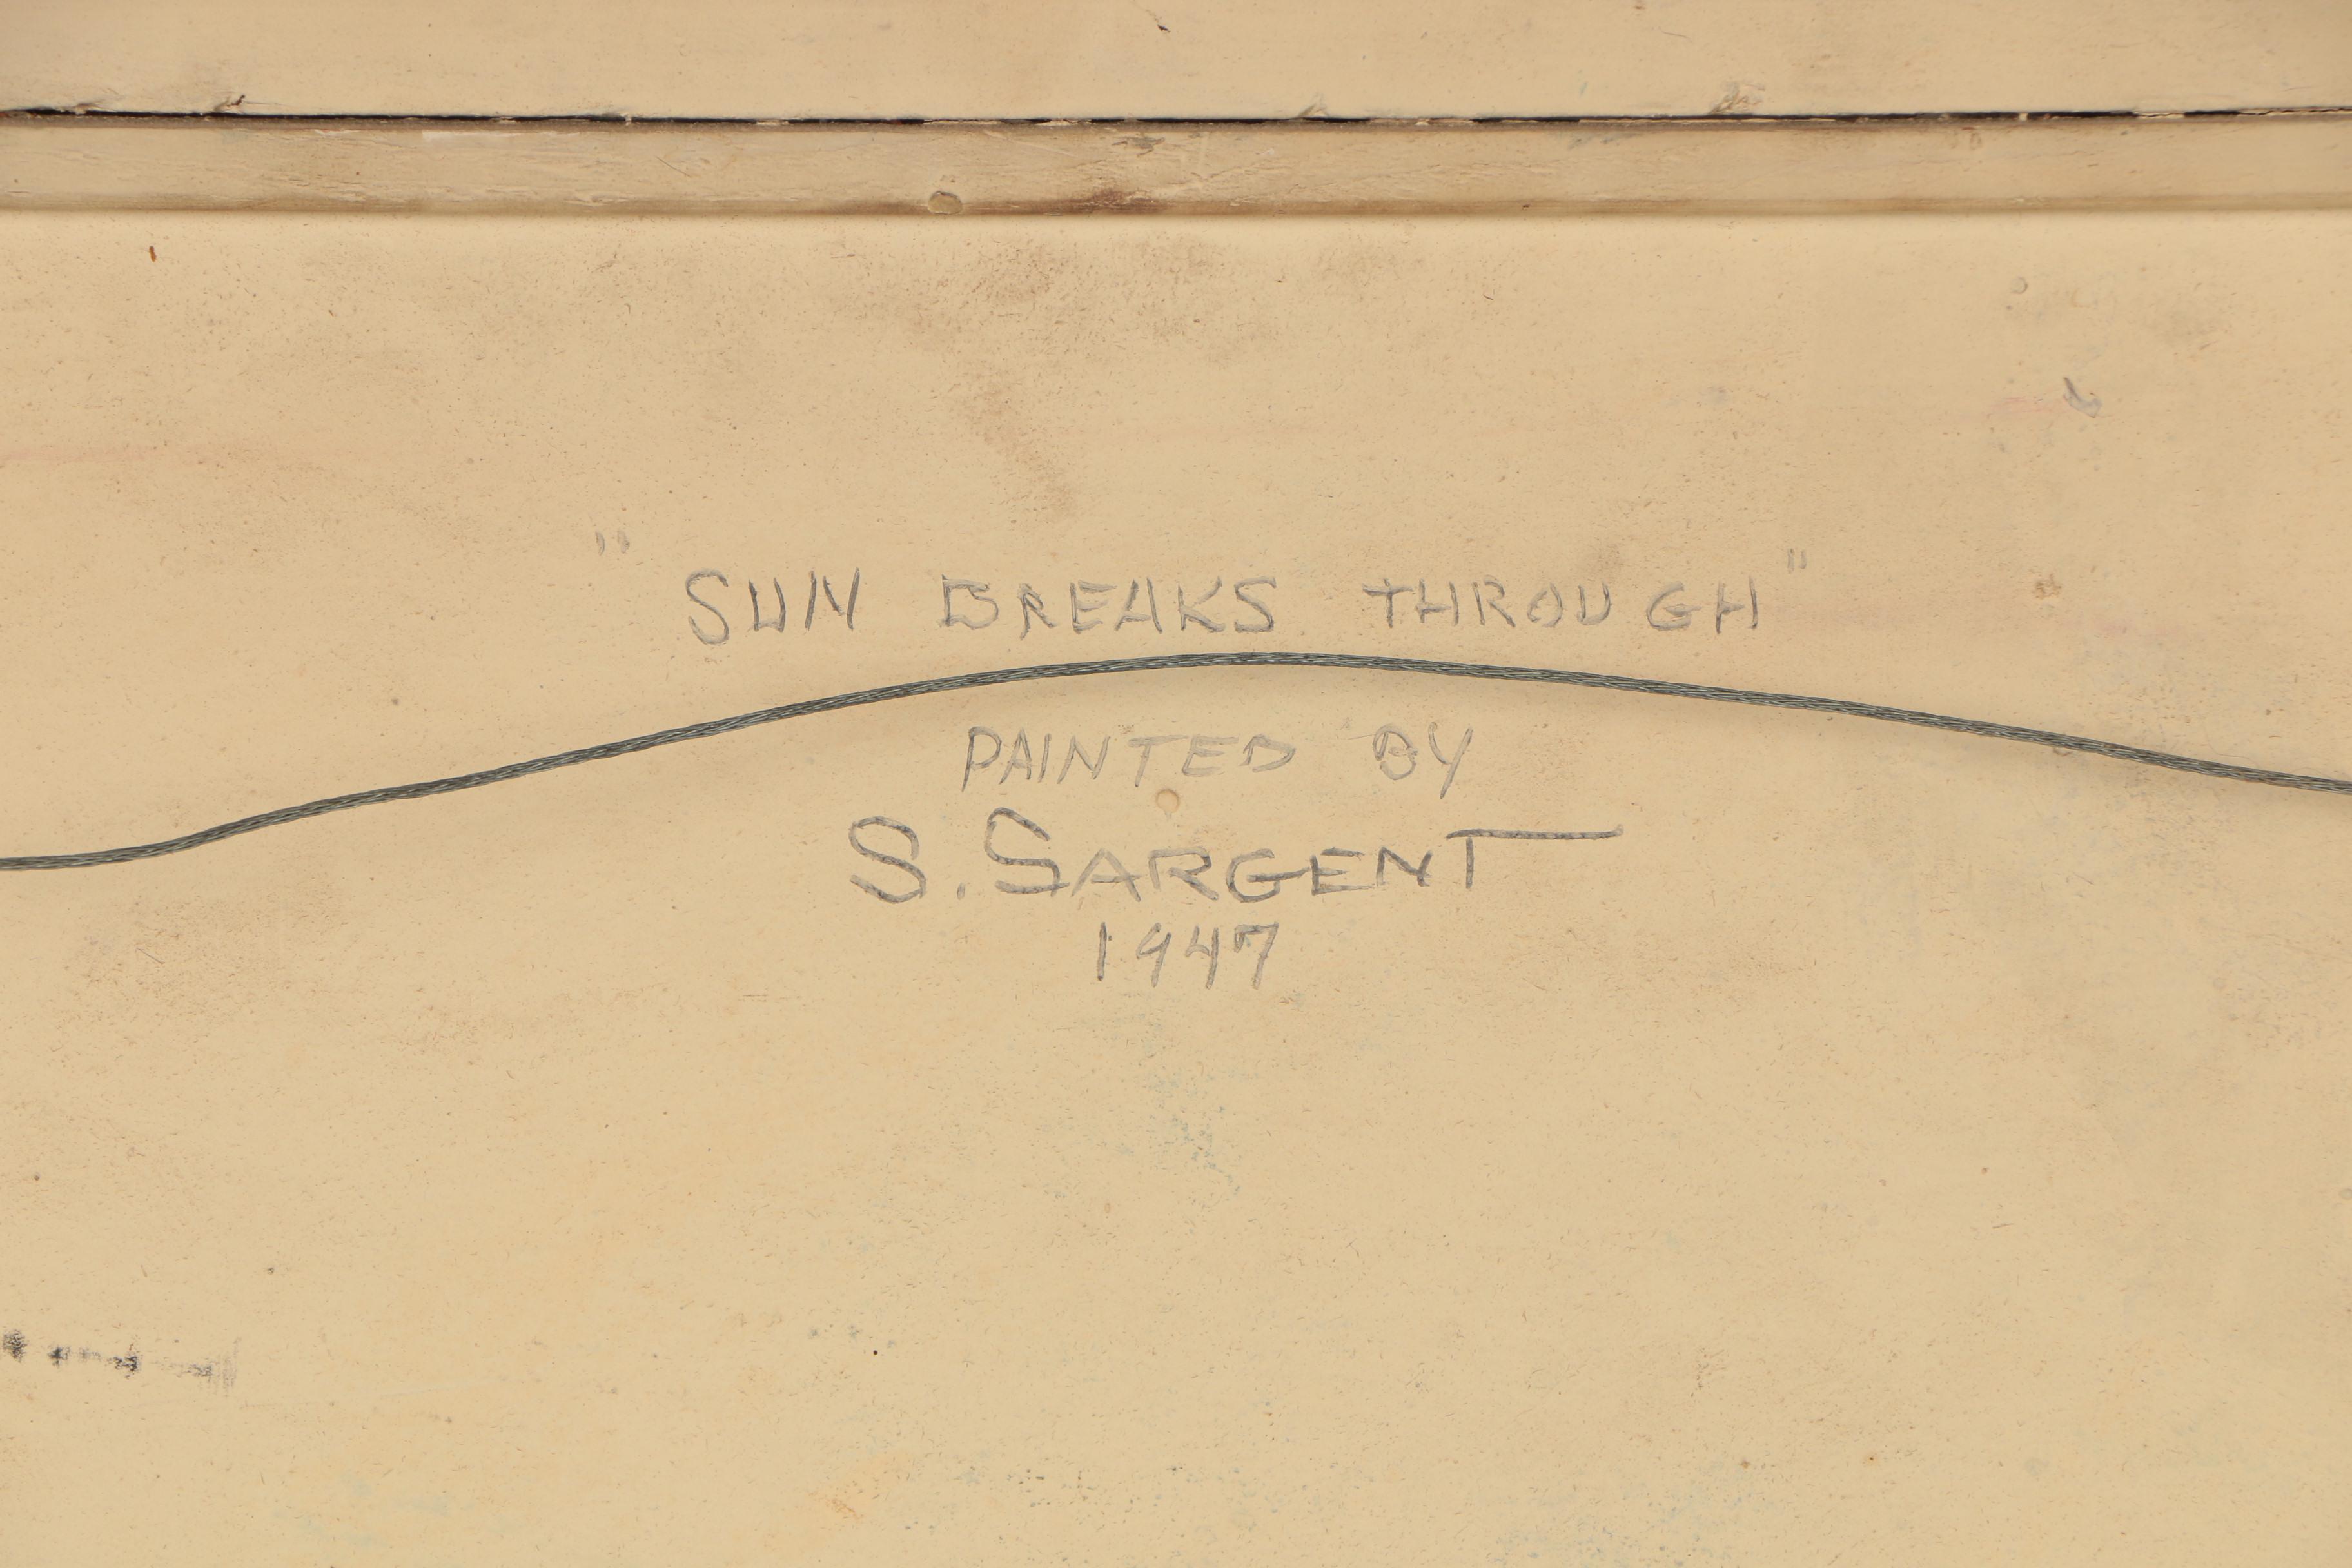 "SUN BREAKS THROUGH"
PAINTED BY
S. SARGENT
1947